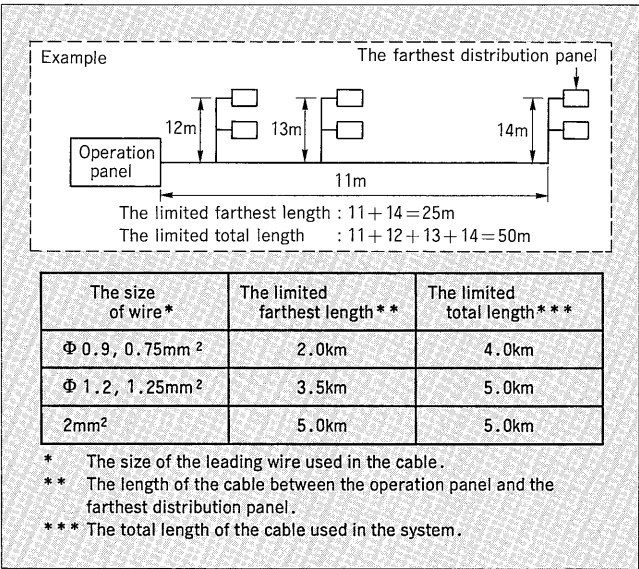 Example
The farthest distribution panel
12m
13m
14m
Operation
panel
11m
The limited farthest length : 11+14=25m
The limited total length : 11+12+13+14=50m
The size
of wire*
The limited
farthest length**
The limited
total length***
Φ 0.9, 0.75mm²
2.0km
4.0km
Φ 1.2, 1.25mm²
3.5km
5.0km
2mm²
5.0km
5.0km
* The size of the leading wire used in the cable.
** The length of the cable between the operation panel and the
farthest distribution panel.
*** The total length of the cable used in the system.